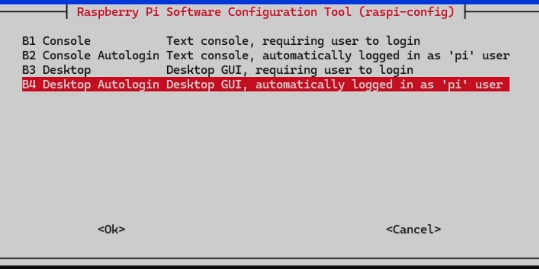 Raspberry Pi Software Configuration Tool (raspi-config)
B1 Console Text console, requiring user to login
B2 Console Autologin Text console, automatically logged in as 'pi' user
B3 Desktop Desktop GUI, requiring user to login
B4 Desktop Autologin Desktop GUI, automatically logged in as 'pi' user
<Ok> <Cancel>